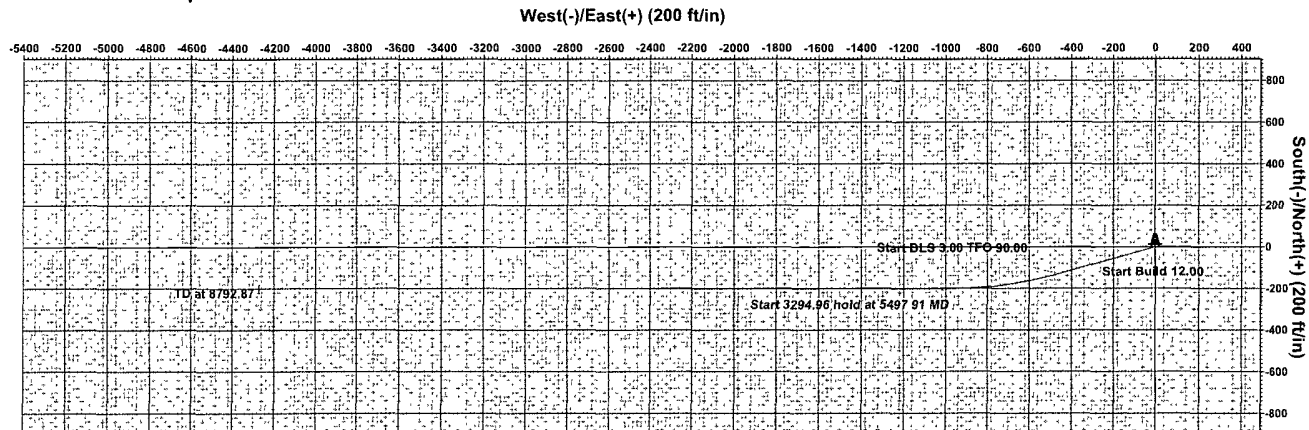 West(-)/East(+) (200 ft/in)
-5400 -5200 -5000 -4800 -4600 -4400 -4200 -4000 -3800 -3600 -3400 -3200 -3000 -2800 -2600 -2400 -2200 -2000 -1800 -1600 -1400 -1200 -1000 -800 -600 -400 -200 0 200 400
800
600
400
200
0
-200
-400
-600
-800
South(-)/North(+) (200 ft/in)
Start DLS 3.00 TFO 90.00
Start Build 12.00
TD at 8792.87
Start 3294.96 hold at 5497 91 MD